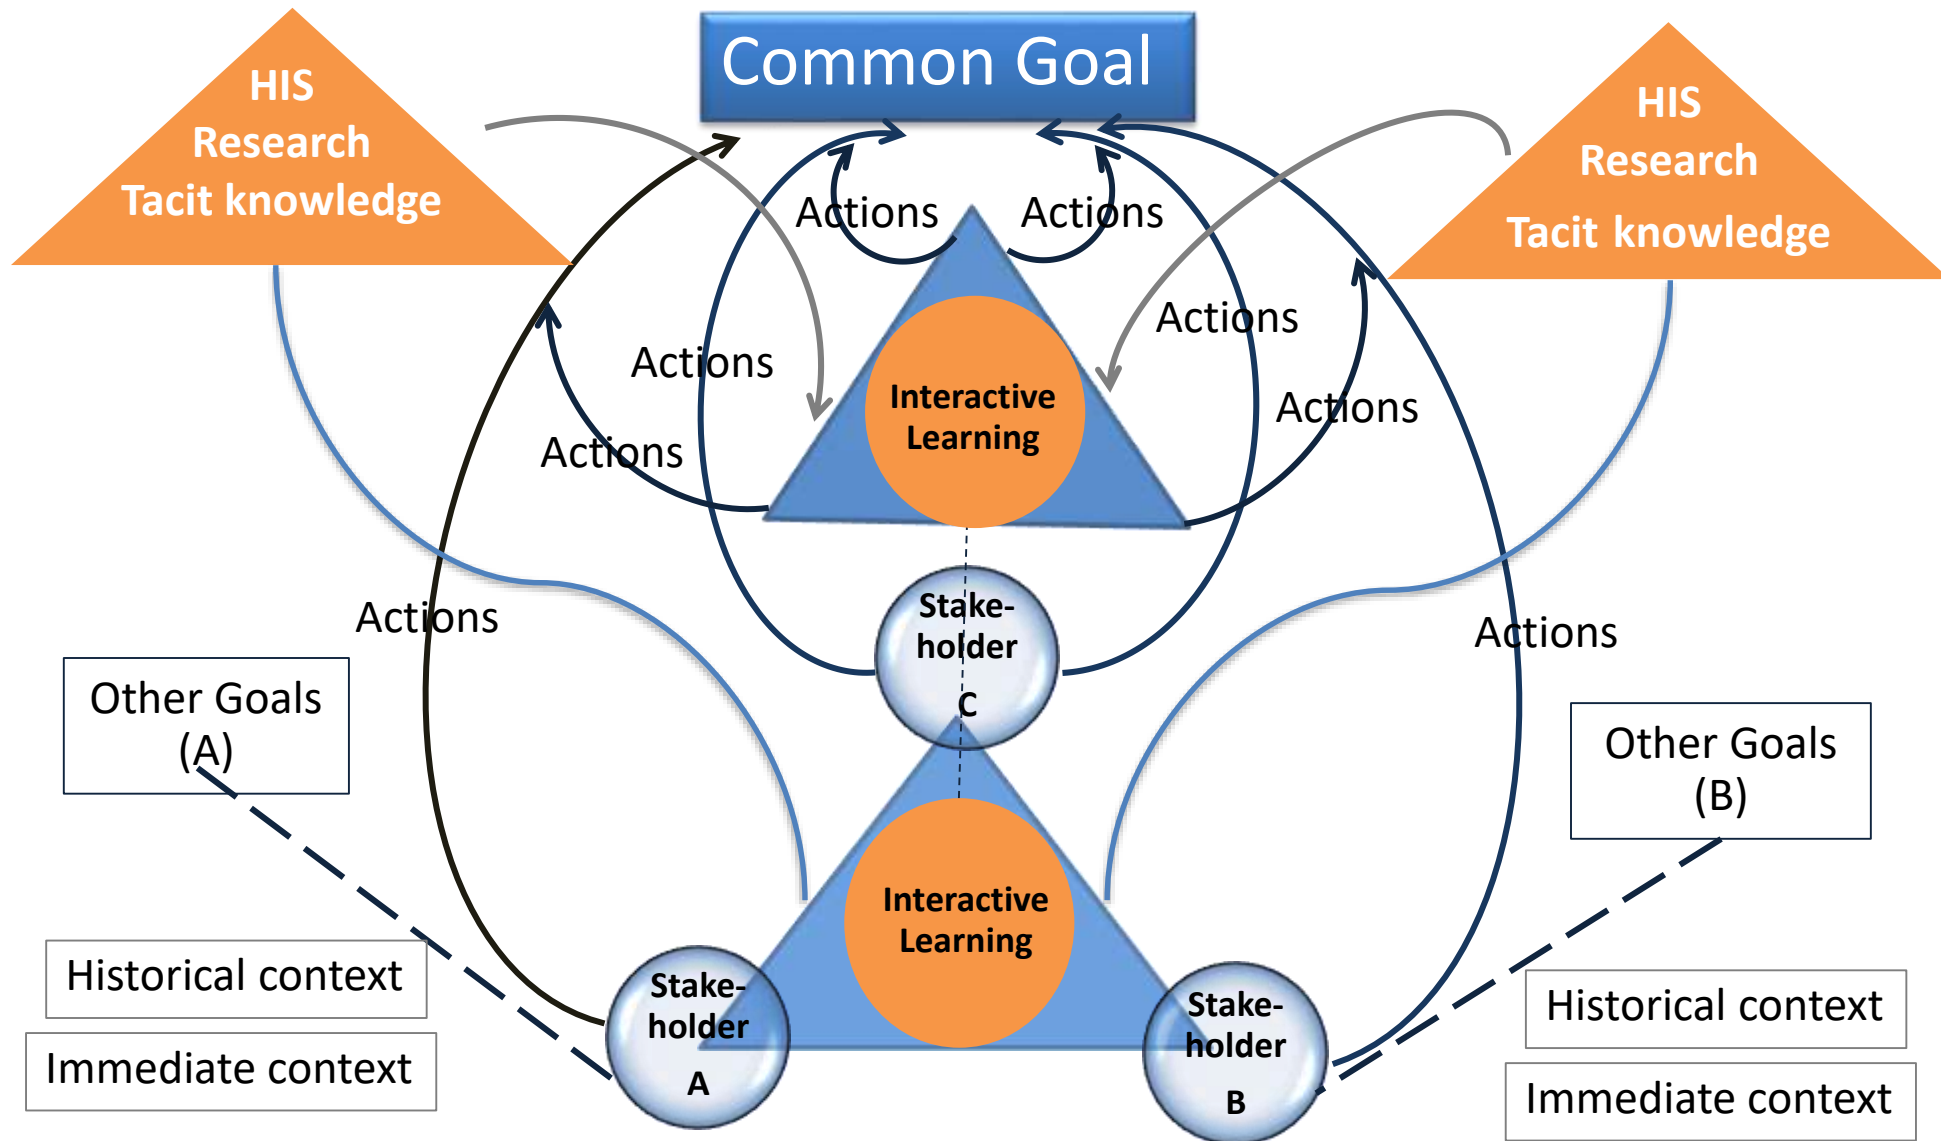 Common Goal
HIS
Research
Tacit knowledge
HIS
Research
Tacit knowledge
Actions
Actions
Actions
Actions
Actions
Actions
Interactive
Learning
Stake-
holder
C
Actions
Actions
Other Goals
(A)
Other Goals
(B)
Interactive
Learning
Historical context
Immediate context
Stake-
holder
A
Stake-
holder
B
Historical context
Immediate context